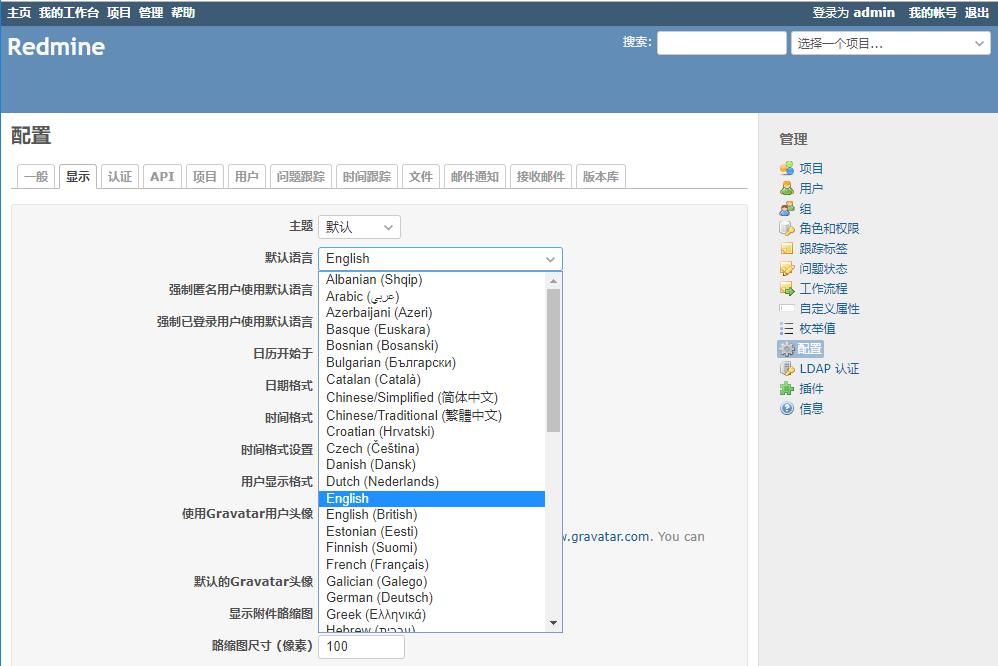 主页 我的工作台 项目 管理 帮助 登录为 admin 我的帐号 退出
Redmine 搜索: 选择一个项目...
配置
一般 显示 认证 API 项目 用户 问题跟踪 时间跟踪 文件 邮件通知 接收邮件 版本库
主题 默认
默认语言 English
强制匿名用户使用默认语言
强制已登录用户使用默认语言
日历开始于
日期格式
时间格式
时间格式设置
用户显示格式
使用Gravatar用户头像
w.gravatar.com. You can
默认的Gravatar头像
显示附件略缩图
略缩图尺寸（像素） 100
Albanian (Shqip)
Arabic (عربي)
Azerbaijani (Azeri)
Basque (Euskara)
Bosnian (Bosanski)
Bulgarian (Български)
Catalan (Català)
Chinese/Simplified (简体中文)
Chinese/Traditional (繁體中文)
Croatian (Hrvatski)
Czech (Čeština)
Danish (Dansk)
Dutch (Nederlands)
English
English (British)
Estonian (Eesti)
Finnish (Suomi)
French (Français)
Galician (Galego)
German (Deutsch)
Greek (Ελληνικά)
Hebrew (עברית)
管理
项目
用户
组
角色和权限
跟踪标签
问题状态
工作流程
自定义属性
枚举值
配置
LDAP 认证
插件
信息